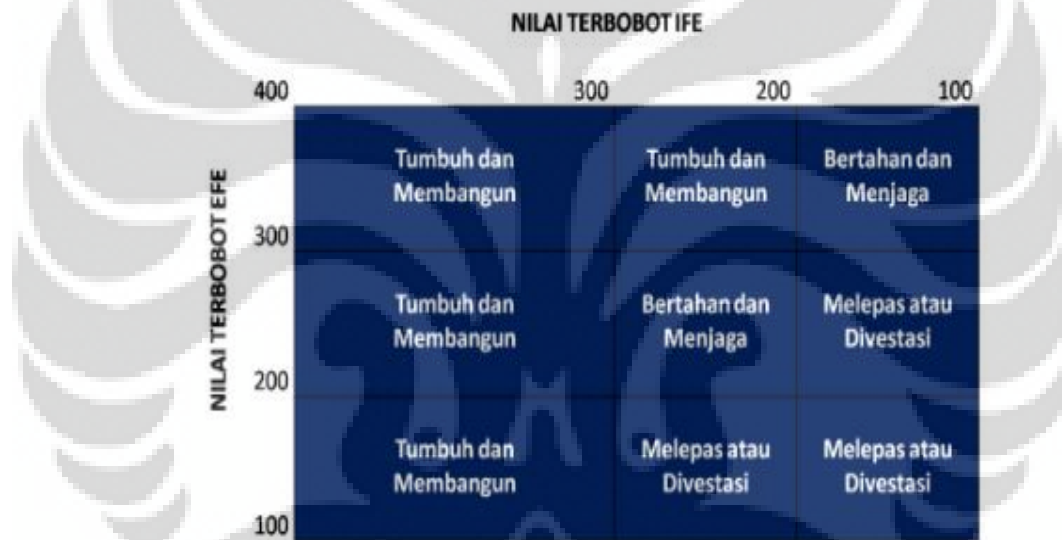 NILAI TERBOBOT IFE
400 300 200 100
Tumbuh dan Tumbuh dan Bertahan dan
Membangun Membangun Menjaga
NILAI TERBOBOT EFE
300
Tumbuh dan Bertahan dan Melepas atau
Membangun Menjaga Divestasi
200
Tumbuh dan Melepas atau Melepas atau
Membangun Divestasi Divestasi
100